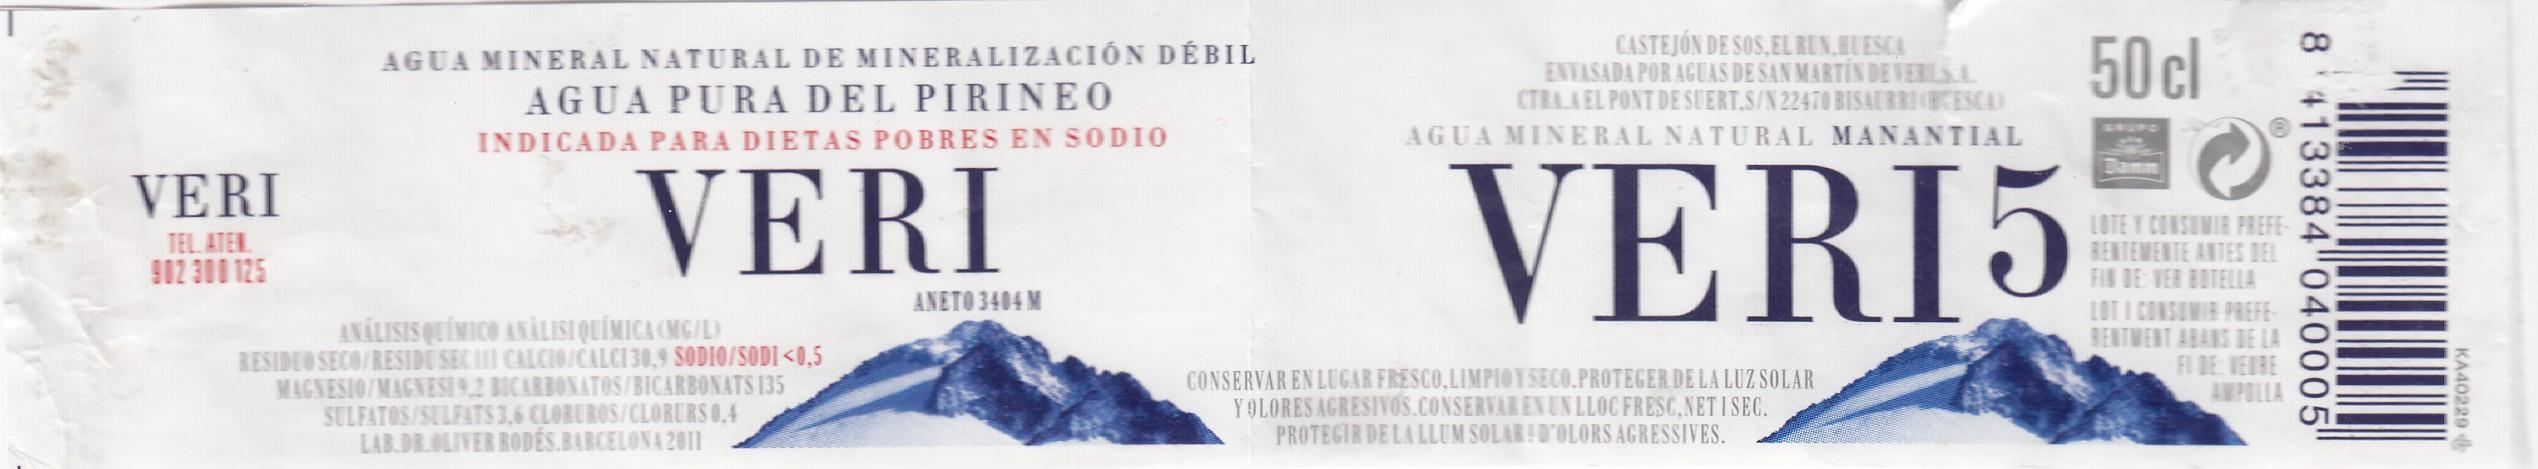 VERI
TEL. ATEN.
902 300 125
AGUA MINERAL NATURAL DE MINERALIZACIÓN DÉBIL
AGUA PURA DEL PIRINEO
INDICADA PARA DIETAS POBRES EN SODIO
VERI
ANETO 3404 M
ANÁLISIS QUÍMICO ANÀLISI QUÍMICA (MG/L)
RESIDUO SECO/RESIDU SEC 111 CALCIO/CALCI 30,9 SODIO/SODI <0,5
MAGNESIO/MAGNESI 9,2 BICARBONATOS/BICARBONATS 135
SULFATOS/SULFATS 3,6 CLORUROS/CLORURS 0,4
LAB. DR. OLIVER RODÉS. BARCELONA 2011
CASTEJÓN DE SOS, EL RUN, HUESCA
ENVASADA POR AGUAS DE SAN MARTÍN DE VERI, S.A.
CTRA. A EL PONT DE SUERT, S/N 22470 BISAURRI (HUESCA)
AGUA MINERAL NATURAL MANANTIAL
VERI 5
CONSERVAR EN LUGAR FRESCO, LIMPIO Y SECO. PROTEGER DE LA LUZ SOLAR
Y OLORES AGRESIVOS. CONSERVAR EN UN LLOC FRESC, NET I SEC.
PROTEGIR DE LA LLUM SOLAR I D'OLORS AGRESSIVES.
50 cl
GRUPO
Damm
®
LOTE Y CONSUMIR PREFE-
RENTEMENTE ANTES DEL
FIN DE: VER BOTELLA
LOT I CONSUMIR PREFE-
RENTMENT ABANS DE LA
FI DE: VEURE
AMPOLLA
8 413384 040005
KA40229